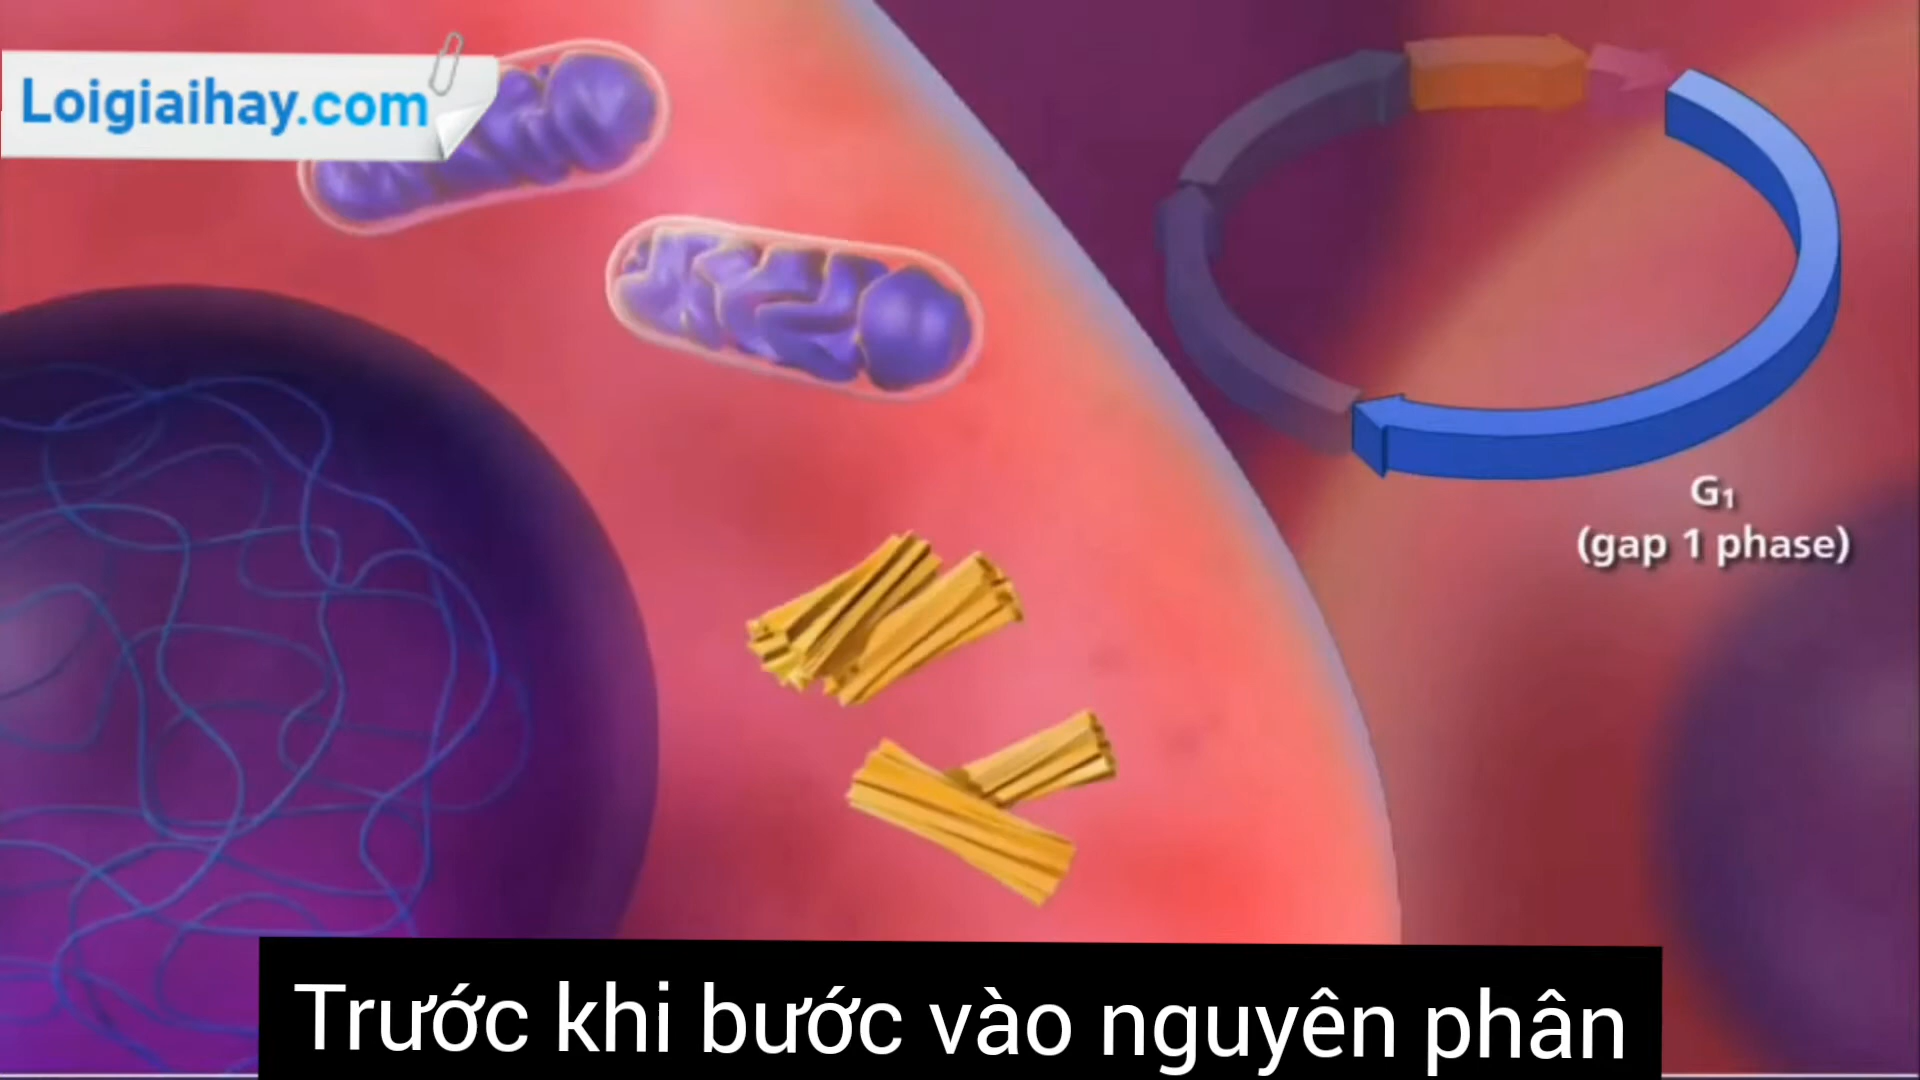 Loigiaihay.com
G₁
(gap 1 phase)
Trước khi bước vào nguyên phân